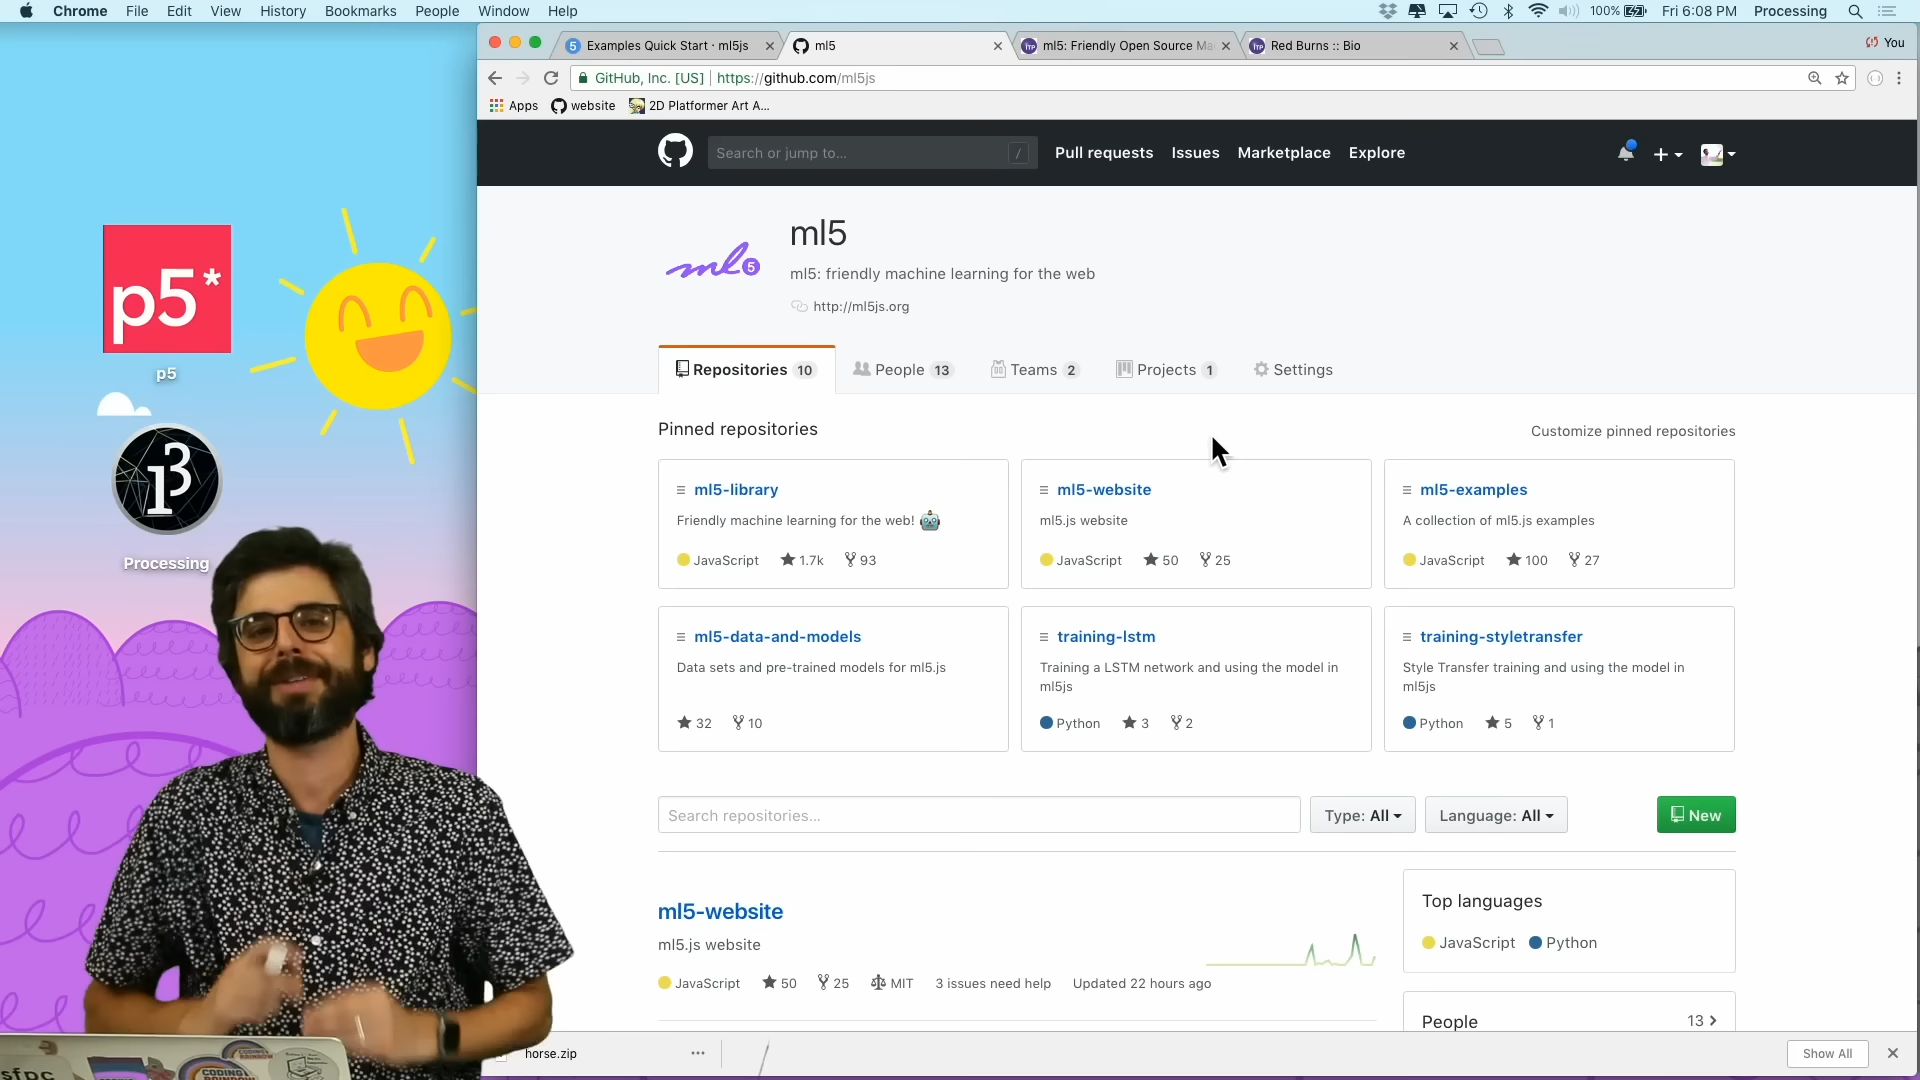 Chrome File Edit View History Bookmarks People Window Help
100% Fri 6:08 PM Processing
Examples Quick Start · ml5js
ml5
ml5: Friendly Open Source Ma
Red Burns :: Bio
You
GitHub, Inc. [US] https://github.com/ml5js
Apps website 2D Platformer Art A...
Search or jump to... /
Pull requests Issues Marketplace Explore
p5*
p5
Processing
ml5
ml5
ml5: friendly machine learning for the web
http://ml5js.org
Repositories 10 People 13 Teams 2 Projects 1 Settings
Pinned repositories
Customize pinned repositories
ml5-library
Friendly machine learning for the web!
JavaScript 1.7k 93
ml5-website
ml5.js website
JavaScript 50 25
ml5-examples
A collection of ml5.js examples
JavaScript 100 27
ml5-data-and-models
Data sets and pre-trained models for ml5.js
32 10
training-lstm
Training a LSTM network and using the model in
ml5js
Python 3 2
training-styletransfer
Style Transfer training and using the model in
ml5js
Python 5 1
Search repositories...
Type: All
Language: All
New
ml5-website
ml5.js website
JavaScript 50 25 MIT 3 issues need help Updated 22 hours ago
Top languages
JavaScript Python
People 13
horse.zip
Show All
sfpc
CODING